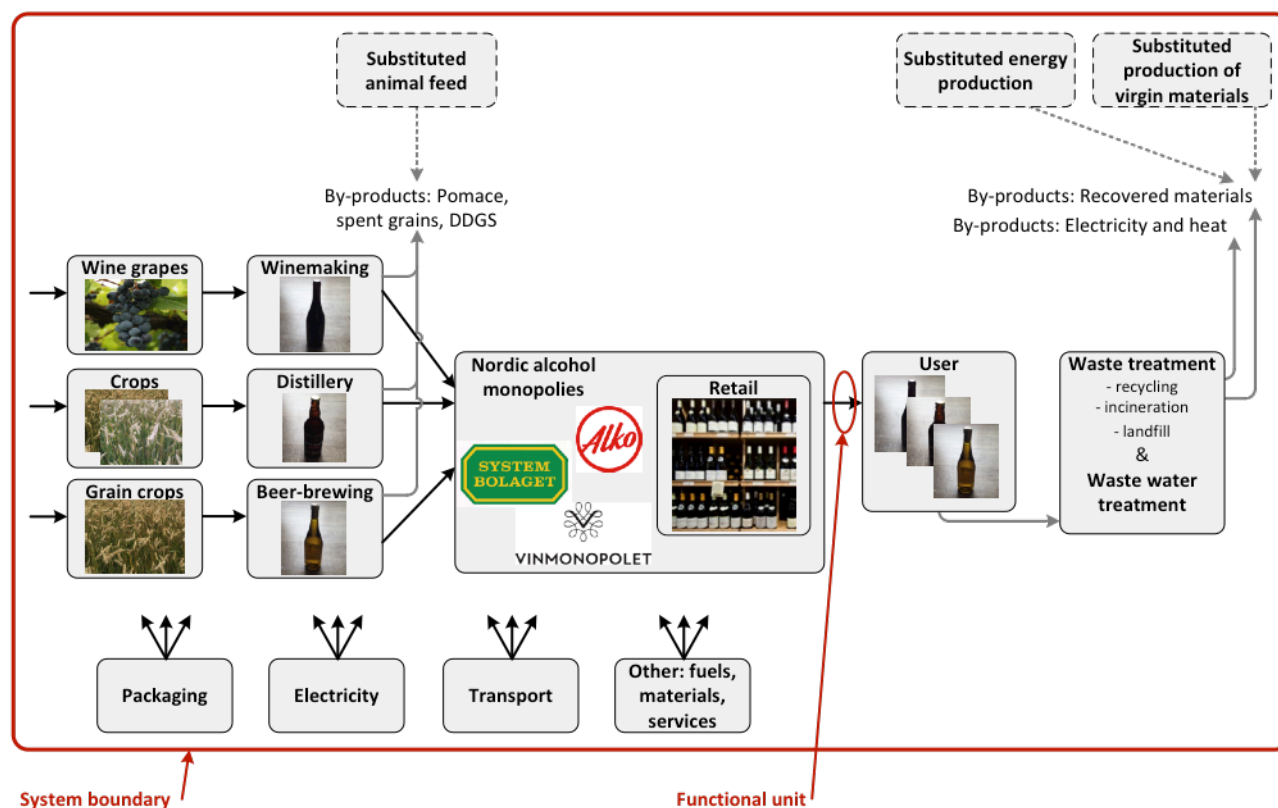 Substituted
animal feed
Substituted energy
production
Substituted
production of
virgin materials
By-products: Pomace,
spent grains, DDGS
By-products: Recovered materials
By-products: Electricity and heat
Wine grapes
Winemaking
Crops
Distillery
Grain crops
Beer-brewing
Nordic alcohol
monopolies
Retail
Alko
SYSTEM
BOLAGET
VINMONOPOLET
User
Waste treatment
- recycling
- incineration
- landfill
&
Waste water
treatment
Packaging
Electricity
Transport
Other: fuels,
materials,
services
System boundary
Functional unit